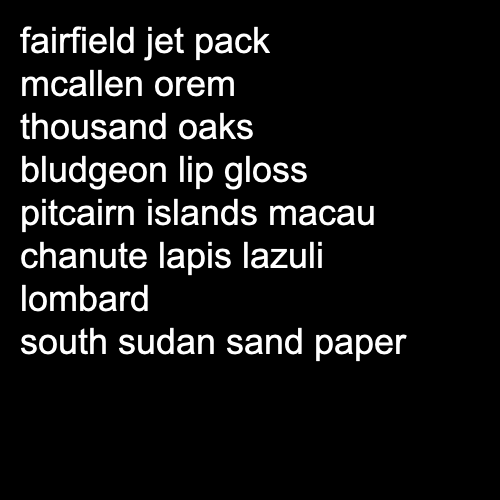 fairfield jet pack
mcallen orem
thousand oaks
bludgeon lip gloss
pitcairn islands macau
chanute lapis lazuli
lombard
south sudan sand paper